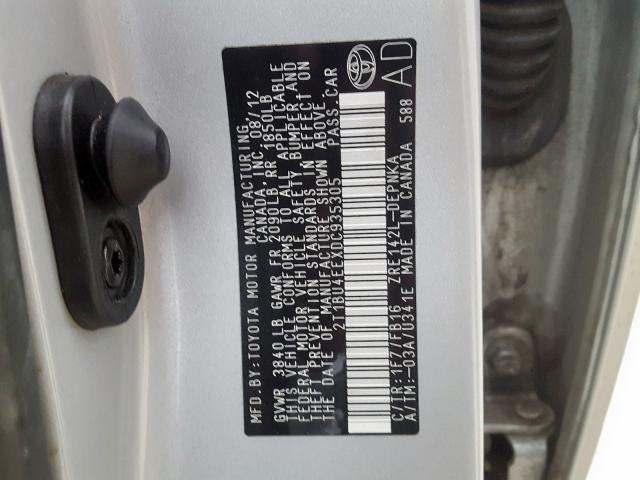 MFD.BY:TOYOTA MOTOR MANUFACTURING
CANADA, INC. 08/12
GVWR 3840 LB GAWR FR 2090LB RR 1850LB
THIS VEHICLE CONFORMS TO ALL APPLICABLE
FEDERAL MOTOR VEHICLE SAFETY, BUMPER AND
THEFT PREVENTION STANDARDS IN EFFECT ON
THE DATE OF MANUFACTURE SHOWN ABOVE.
2T1BU4EEXDC935305 PASS.CAR
C/TR:1F7/FB16 ZRE142L-DEPNKA
A/TM:-03A/U341E MADE IN CANADA 588
AD